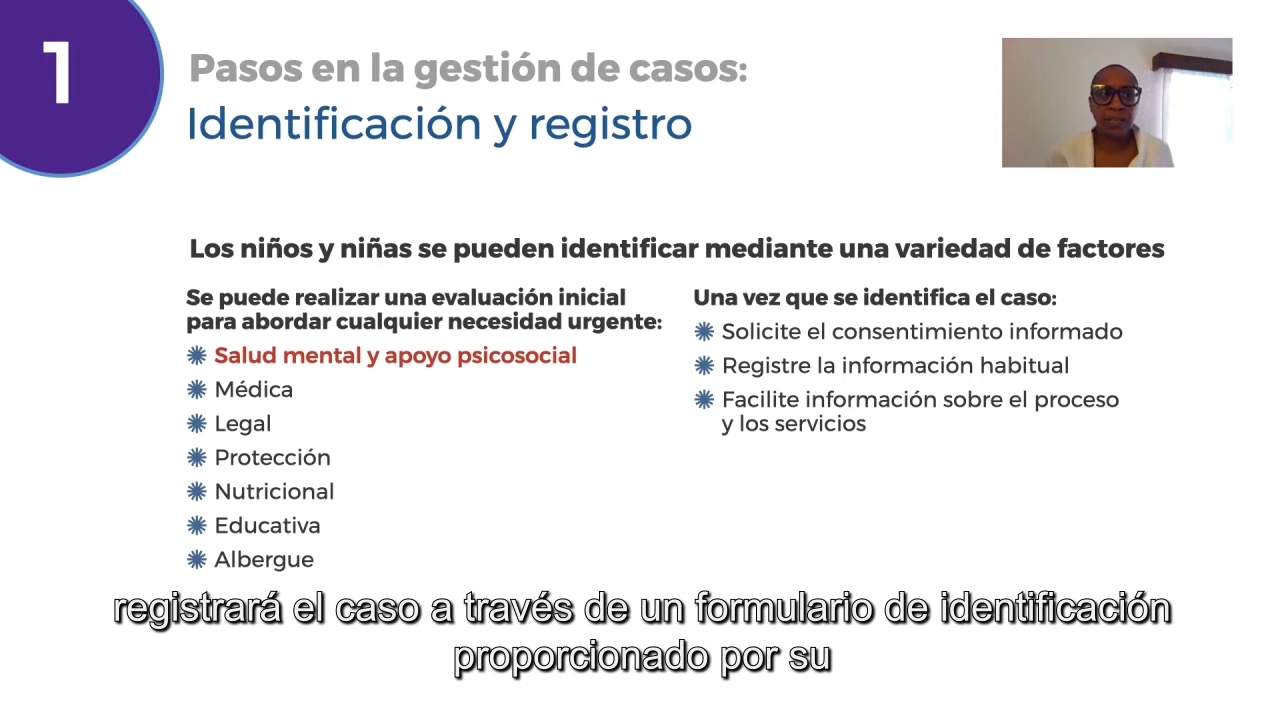 1
Pasos en la gestión de casos:
Identificación y registro
Los niños y niñas se pueden identificar mediante una variedad de factores
Se puede realizar una evaluación inicial
para abordar cualquier necesidad urgente:
Salud mental y apoyo psicosocial
Médica
Legal
Protección
Nutricional
Educativa
Albergue
Una vez que se identifica el caso:
Solicite el consentimiento informado
Registre la información habitual
Facilite información sobre el proceso
y los servicios
registrará el caso a través de un formulario de identificación
proporcionado por su